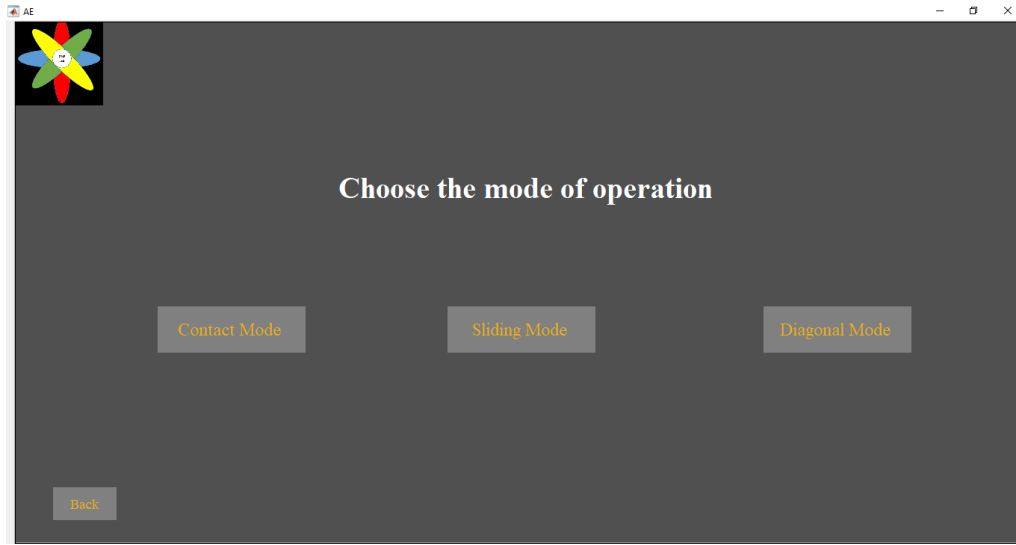 AE
Choose the mode of operation
Contact Mode
Sliding Mode
Diagonal Mode
Back